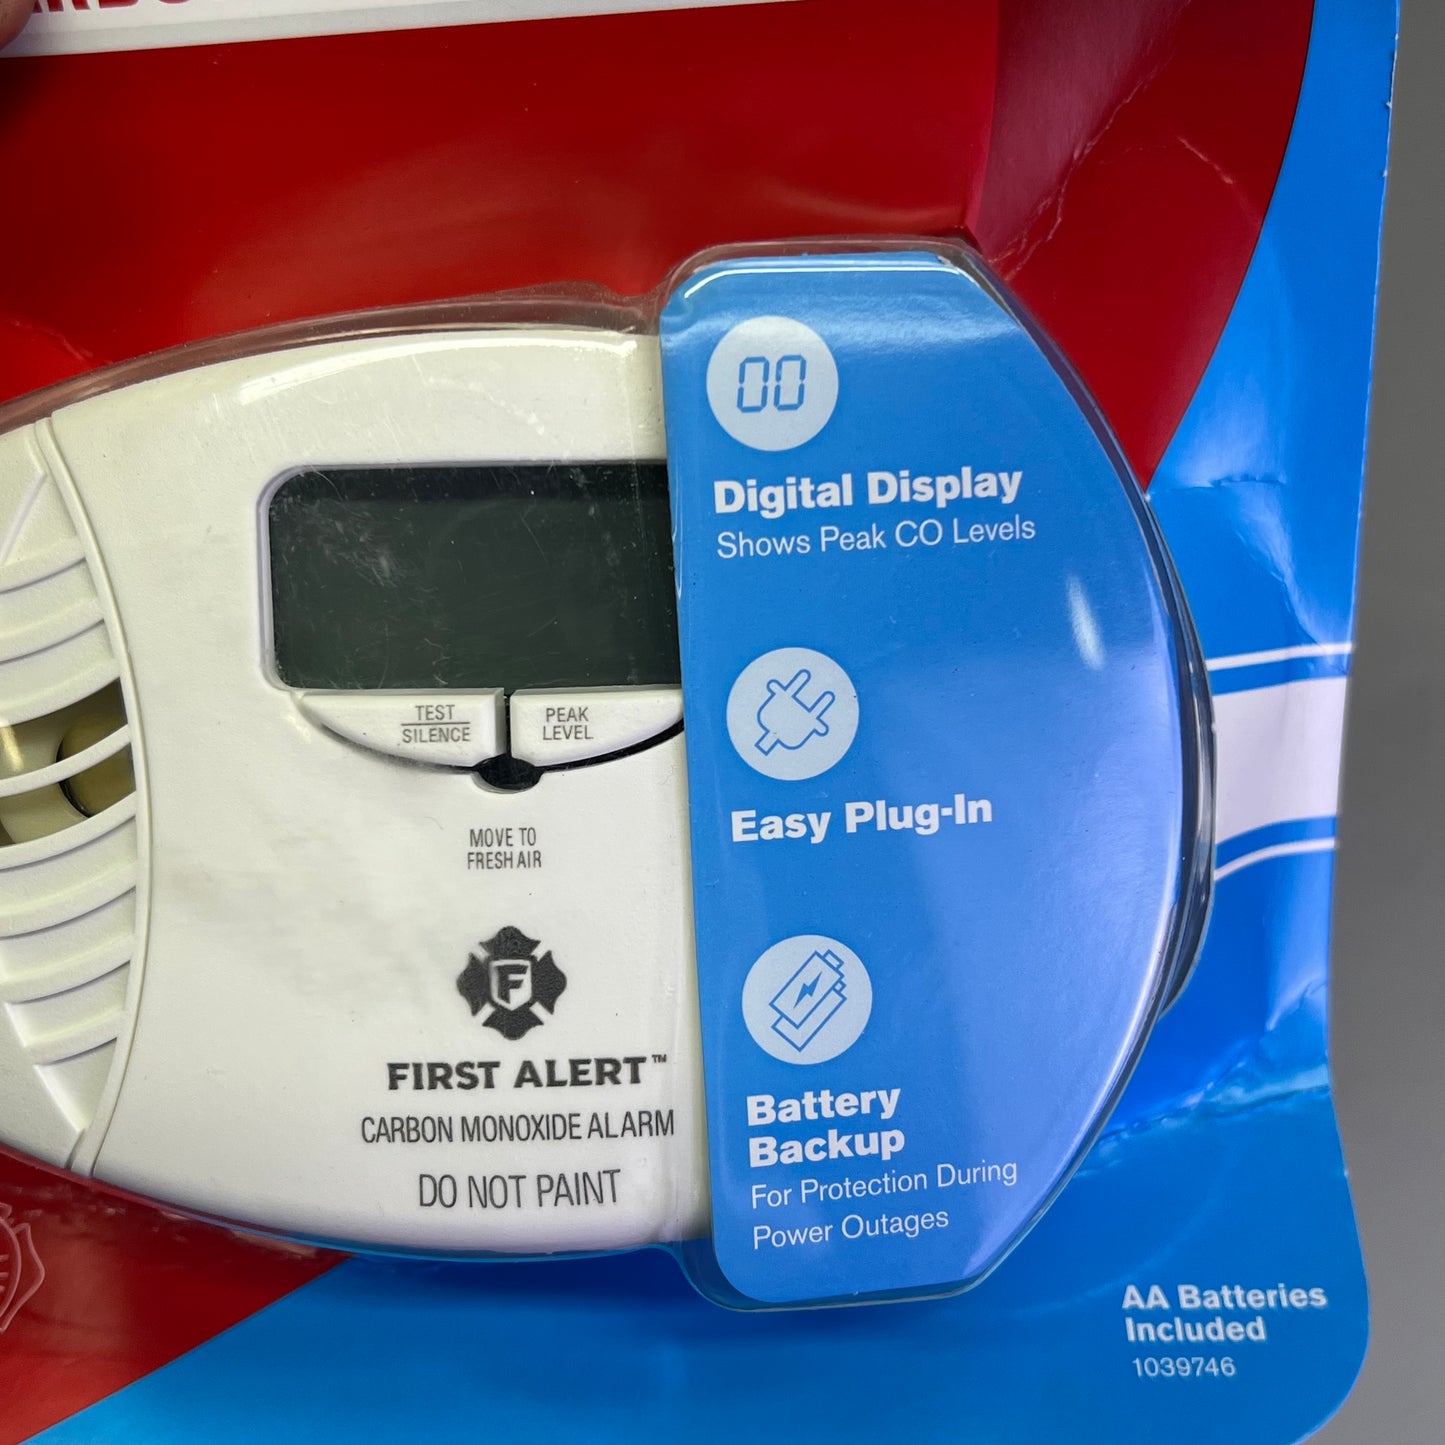 TEST
SILENCE
PEAK
LEVEL
MOVE TO
FRESH AIR
F
FIRST ALERT™
CARBON MONOXIDE ALARM
DO NOT PAINT
00
Digital Display
Shows Peak CO Levels
Easy Plug-In
Battery
Backup
For Protection During
Power Outages
AA Batteries
Included
1039746